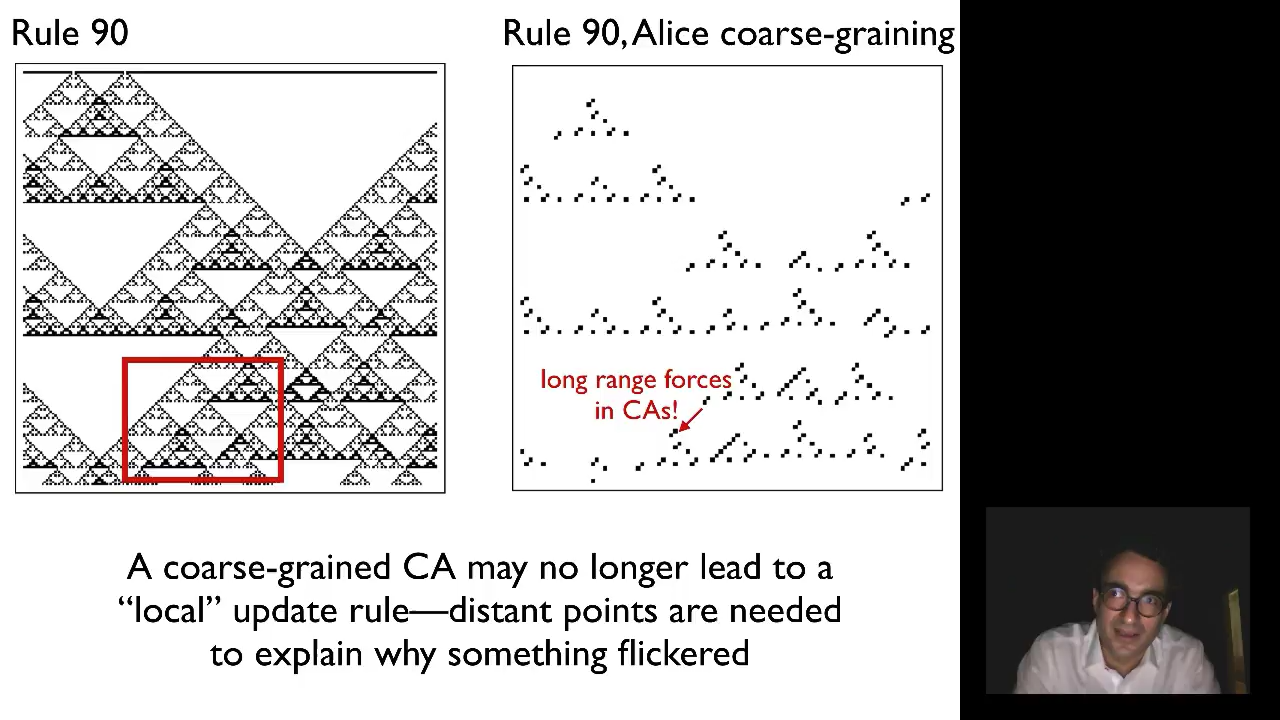 Rule 90
Rule 90, Alice coarse-graining
long range forces
in CAs!
A coarse-grained CA may no longer lead to a
“local” update rule—distant points are needed
to explain why something flickered